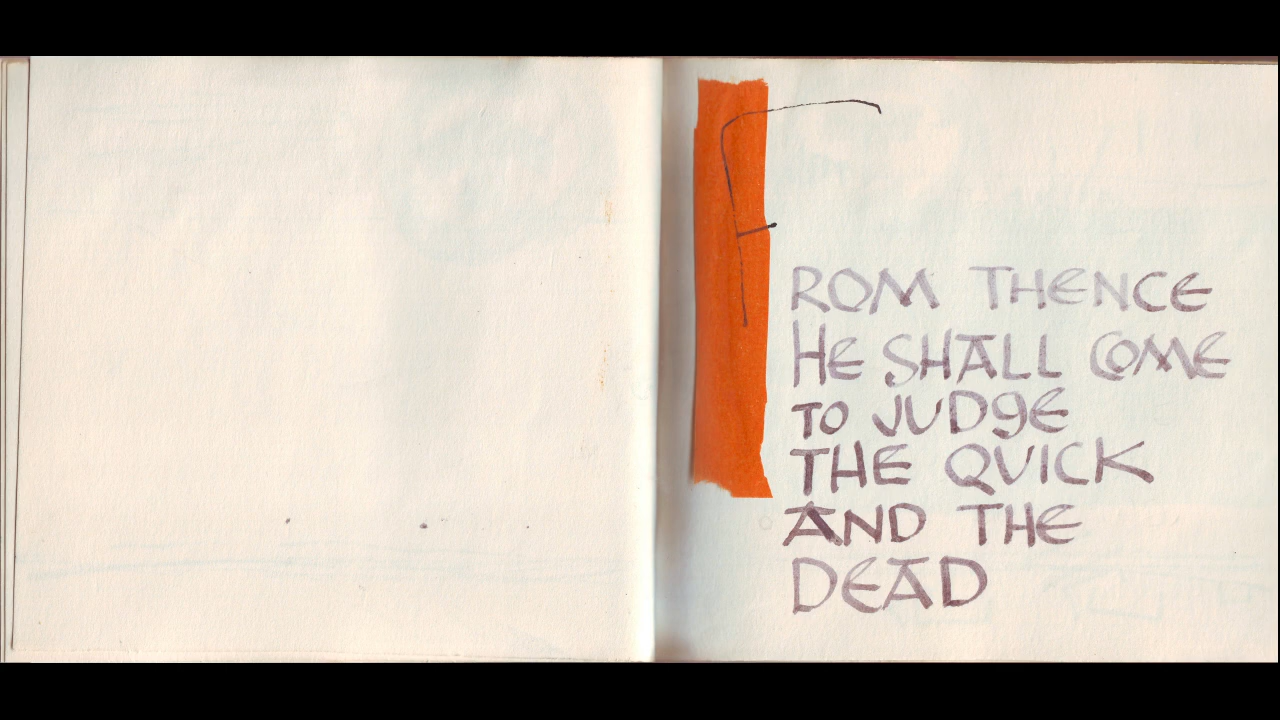 FROM THENCE
HE SHALL COME
TO JUDGE
THE QUICK
AND THE
DEAD